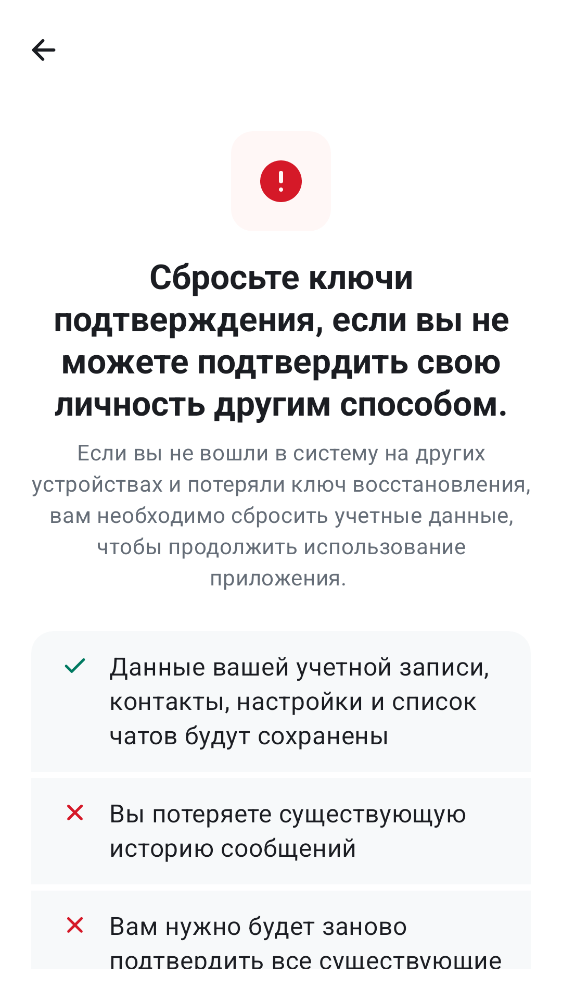 Сбросьте ключи
подтверждения, если вы не
можете подтвердить свою
личность другим способом.
Если вы не вошли в систему на других
устройствах и потеряли ключ восстановления,
вам необходимо сбросить учетные данные,
чтобы продолжить использование
приложения.
Данные вашей учетной записи,
контакты, настройки и список
чатов будут сохранены
Вы потеряете существующую
историю сообщений
Вам нужно будет заново
подтвердить все существующие